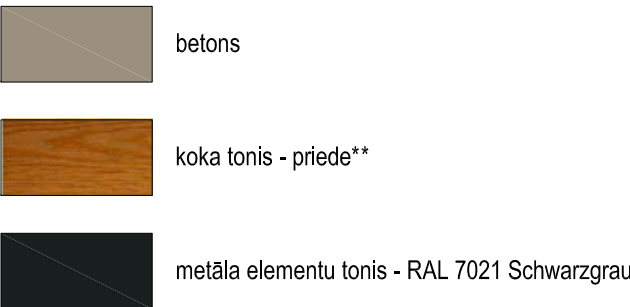 betons
koka tonis - priede**
metāla elementu tonis - RAL 7021 Schwarzgrau